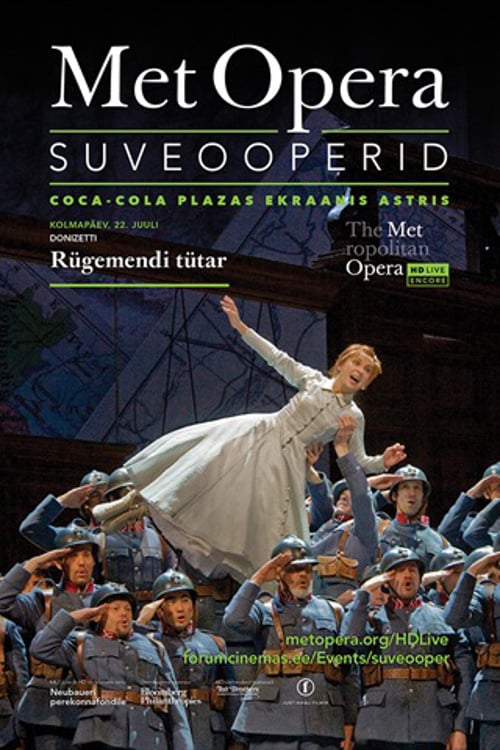 Met Opera
SUVEOOPERID
COCA-COLA PLAZAS EKRAANIS ASTRIS
KOLMAPÄEV, 22. JUULI
DONIZETTI
Rügemendi tütar
The Met
ropolitan
Opera HD LIVE
ENCORE
metopera.org/HDLive
forumcinemas.ee/Events/suveooper
Neubaueri
perekonnafondile
Bloomberg
Philanthropies